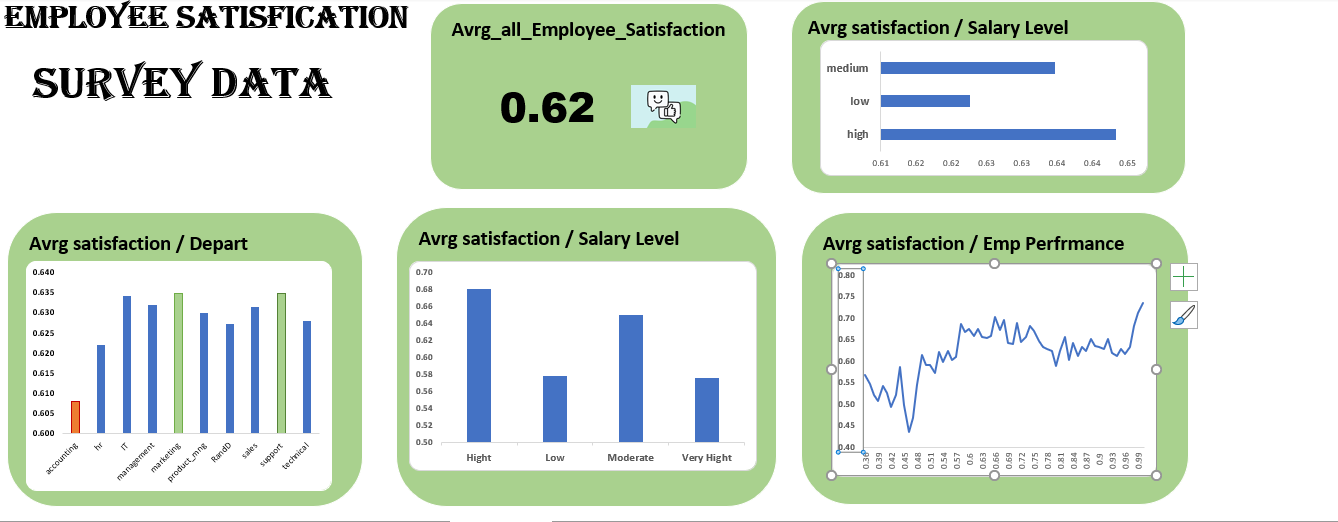 EMPLOYEE SATISFICATION
SURVEY DATA
Avrg_all_Employee_Satisfaction
0.62
Avrg satisfaction / Salary Level
medium
low
high
0.61 0.62 0.62 0.63 0.63 0.64 0.64 0.65
Avrg satisfaction / Depart
0.640
0.635
0.630
0.625
0.620
0.615
0.610
0.605
0.600
accounting hr IT management marketing product_mng RandD sales support technical
Avrg satisfaction / Salary Level
0.70
0.68
0.66
0.64
0.62
0.60
0.58
0.56
0.54
0.52
0.50
Hight Low Moderate Very Hight
Avrg satisfaction / Emp Perfrmance
0.80
0.75
0.70
0.65
0.60
0.55
0.50
0.45
0.40
0.36 0.39 0.42 0.45 0.48 0.51 0.54 0.57 0.6 0.63 0.66 0.69 0.72 0.75 0.78 0.81 0.84 0.87 0.9 0.93 0.96 0.99